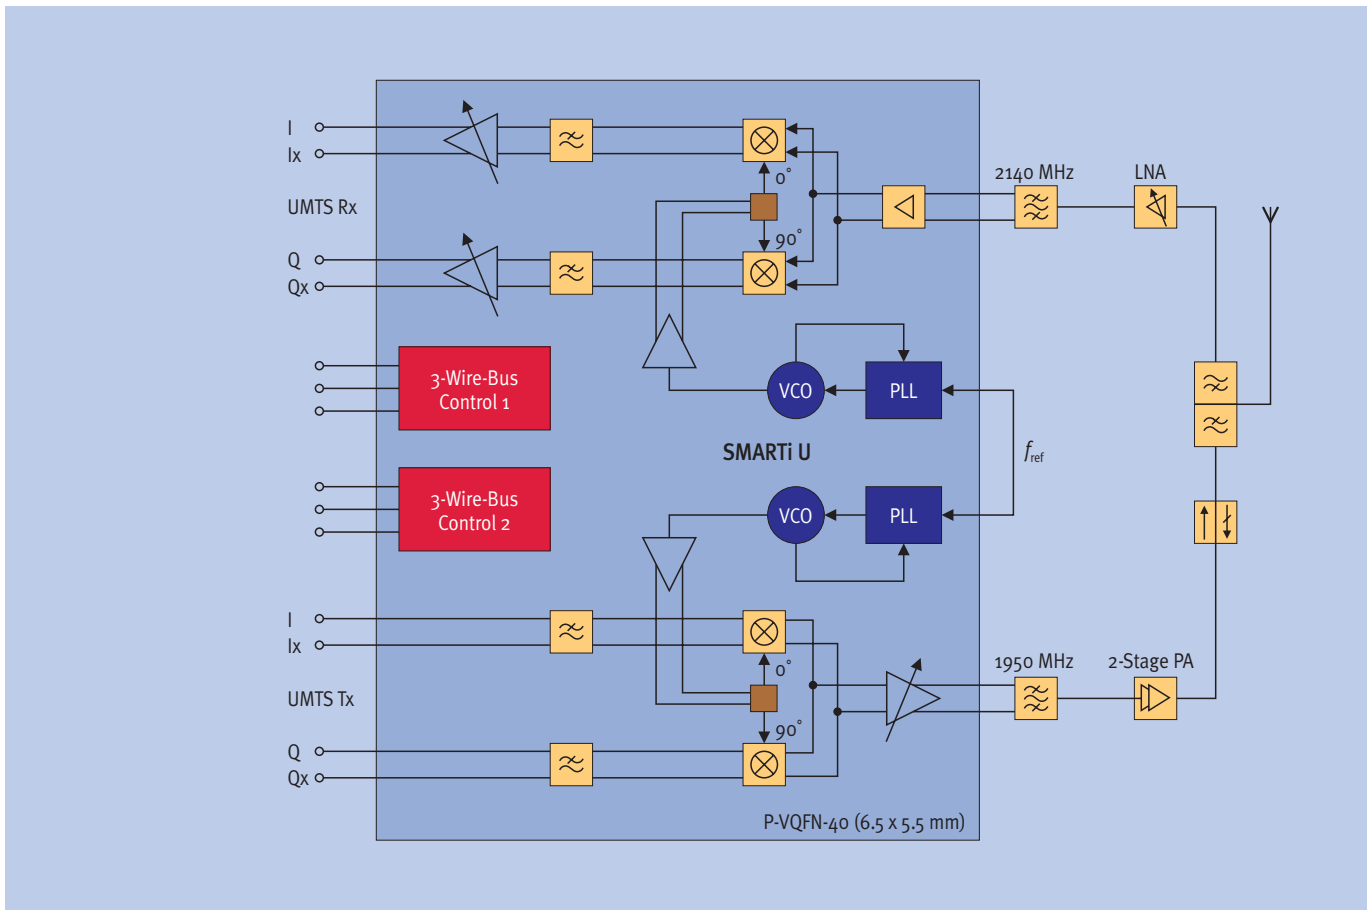 I
Ix
UMTS Rx
Q
Qx
0°
90°
2140 MHz
LNA
3-Wire-Bus
Control 1
VCO
PLL
SMARTi U
fref
3-Wire-Bus
Control 2
VCO
PLL
I
Ix
UMTS Tx
Q
Qx
0°
90°
1950 MHz
2-Stage PA
P-VQFN-40 (6.5 x 5.5 mm)